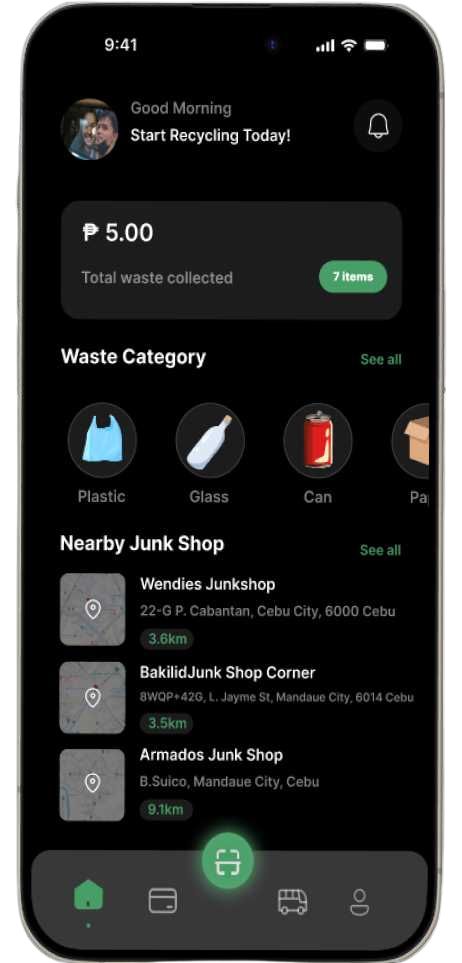 9:41
Good Morning
Start Recycling Today!
₱ 5.00
Total waste collected
7 items
Waste Category
See all
Plastic
Glass
Can
Pa
Nearby Junk Shop
See all
Wendies Junkshop
22-G P. Cabantan, Cebu City, 6000 Cebu
3.6km
BakilidJunk Shop Corner
8WQP+42G, L. Jayme St, Mandaue City, 6014 Cebu
3.5km
Armados Junk Shop
B.Suico, Mandaue City, Cebu
9.1km